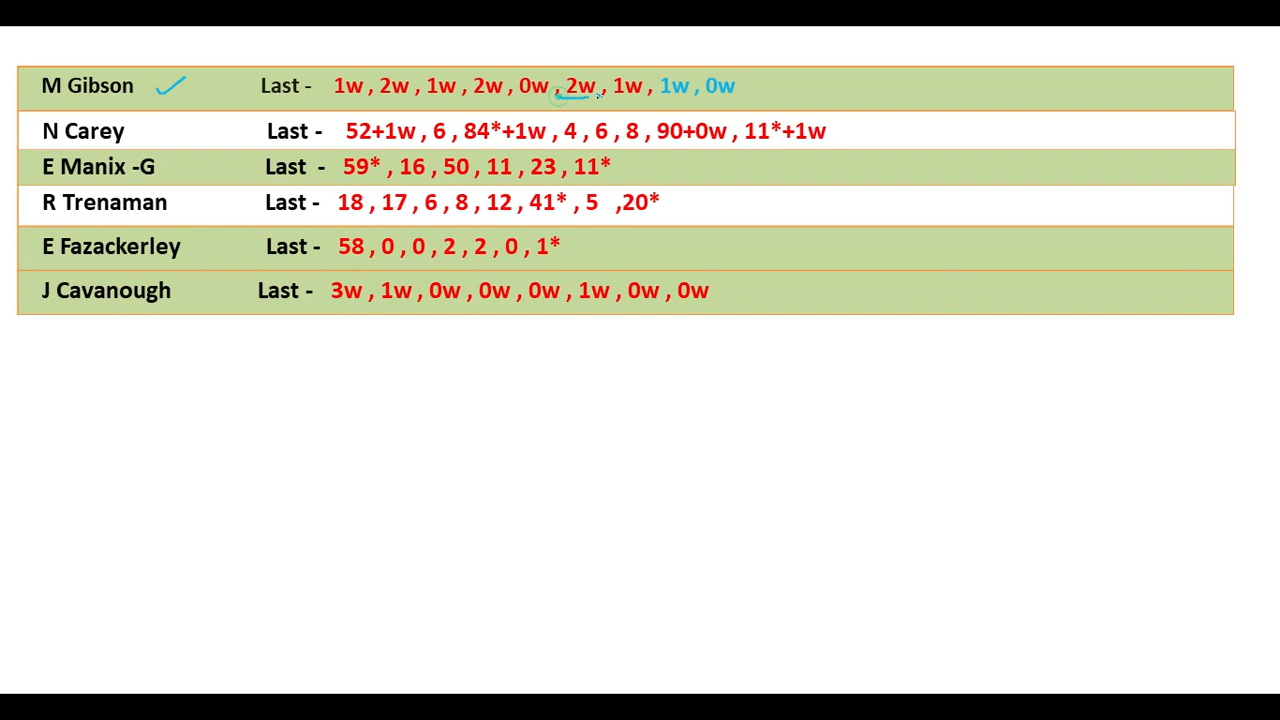 M Gibson Last - 1w , 2w , 1w , 2w , 0w , 2w , 1w , 1w , 0w
N Carey Last - 52+1w , 6 , 84*+1w , 4 , 6 , 8 , 90+0w , 11*+1w
E Manix -G Last - 59* , 16 , 50 , 11 , 23 , 11*
R Trenaman Last - 18 , 17 , 6 , 8 , 12 , 41* , 5 ,20*
E Fazackerley Last - 58 , 0 , 0 , 2 , 2 , 0 , 1*
J Cavanough Last - 3w , 1w , 0w , 0w , 0w , 1w , 0w , 0w